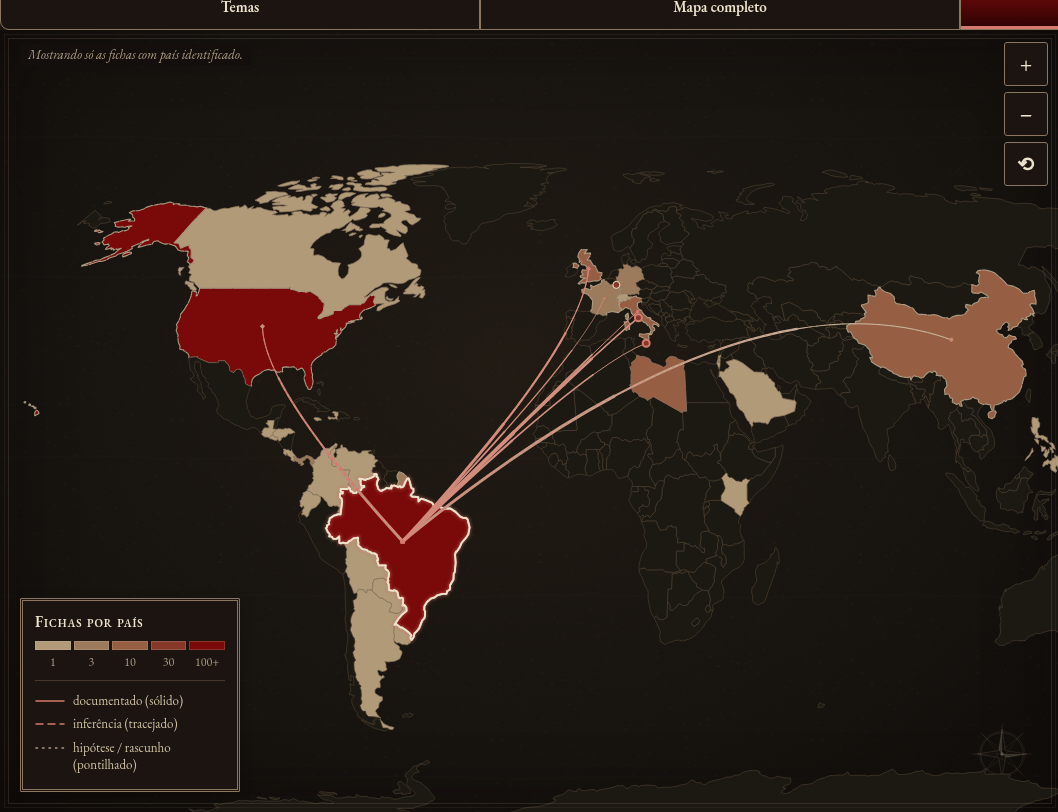 Temas
Mapa completo
Mostrando só as fichas com país identificado.
+
−
⟲
Fichas por país
1 3 10 30 100+
documentado (sólido)
inferência (tracejado)
hipótese / rascunho
(pontilhado)